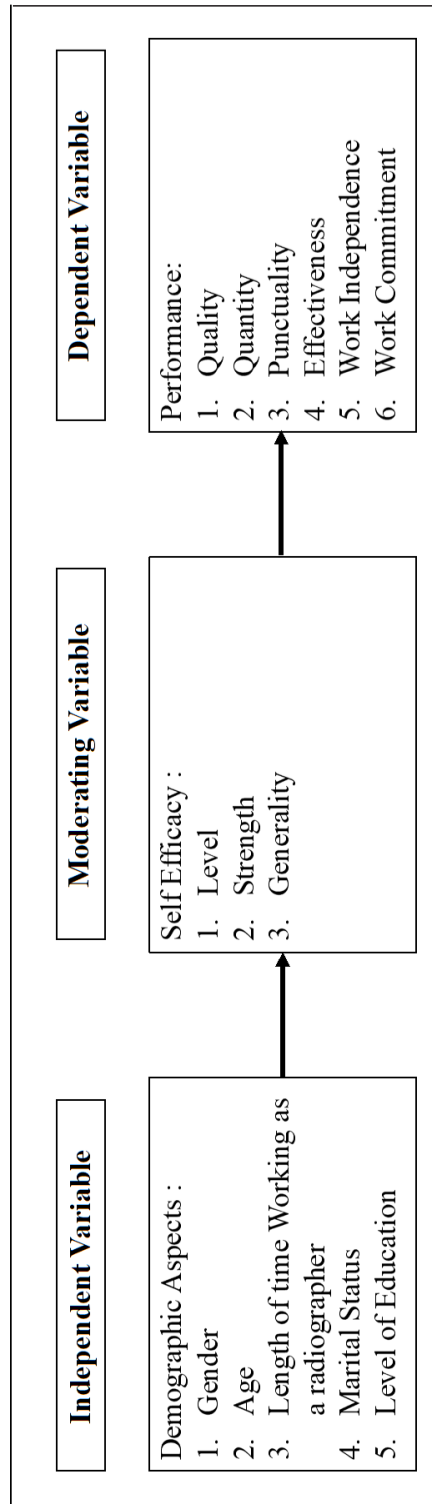 Independent Variable
Demographic Aspects :
1. Gender
2. Age
3. Length of time Working as
a radiographer
4. Marital Status
5. Level of Education
Moderating Variable
Self Efficacy :
1. Level
2. Strength
3. Generality
Dependent Variable
Performance:
1. Quality
2. Quantity
3. Punctuality
4. Effectiveness
5. Work Independence
6. Work Commitment